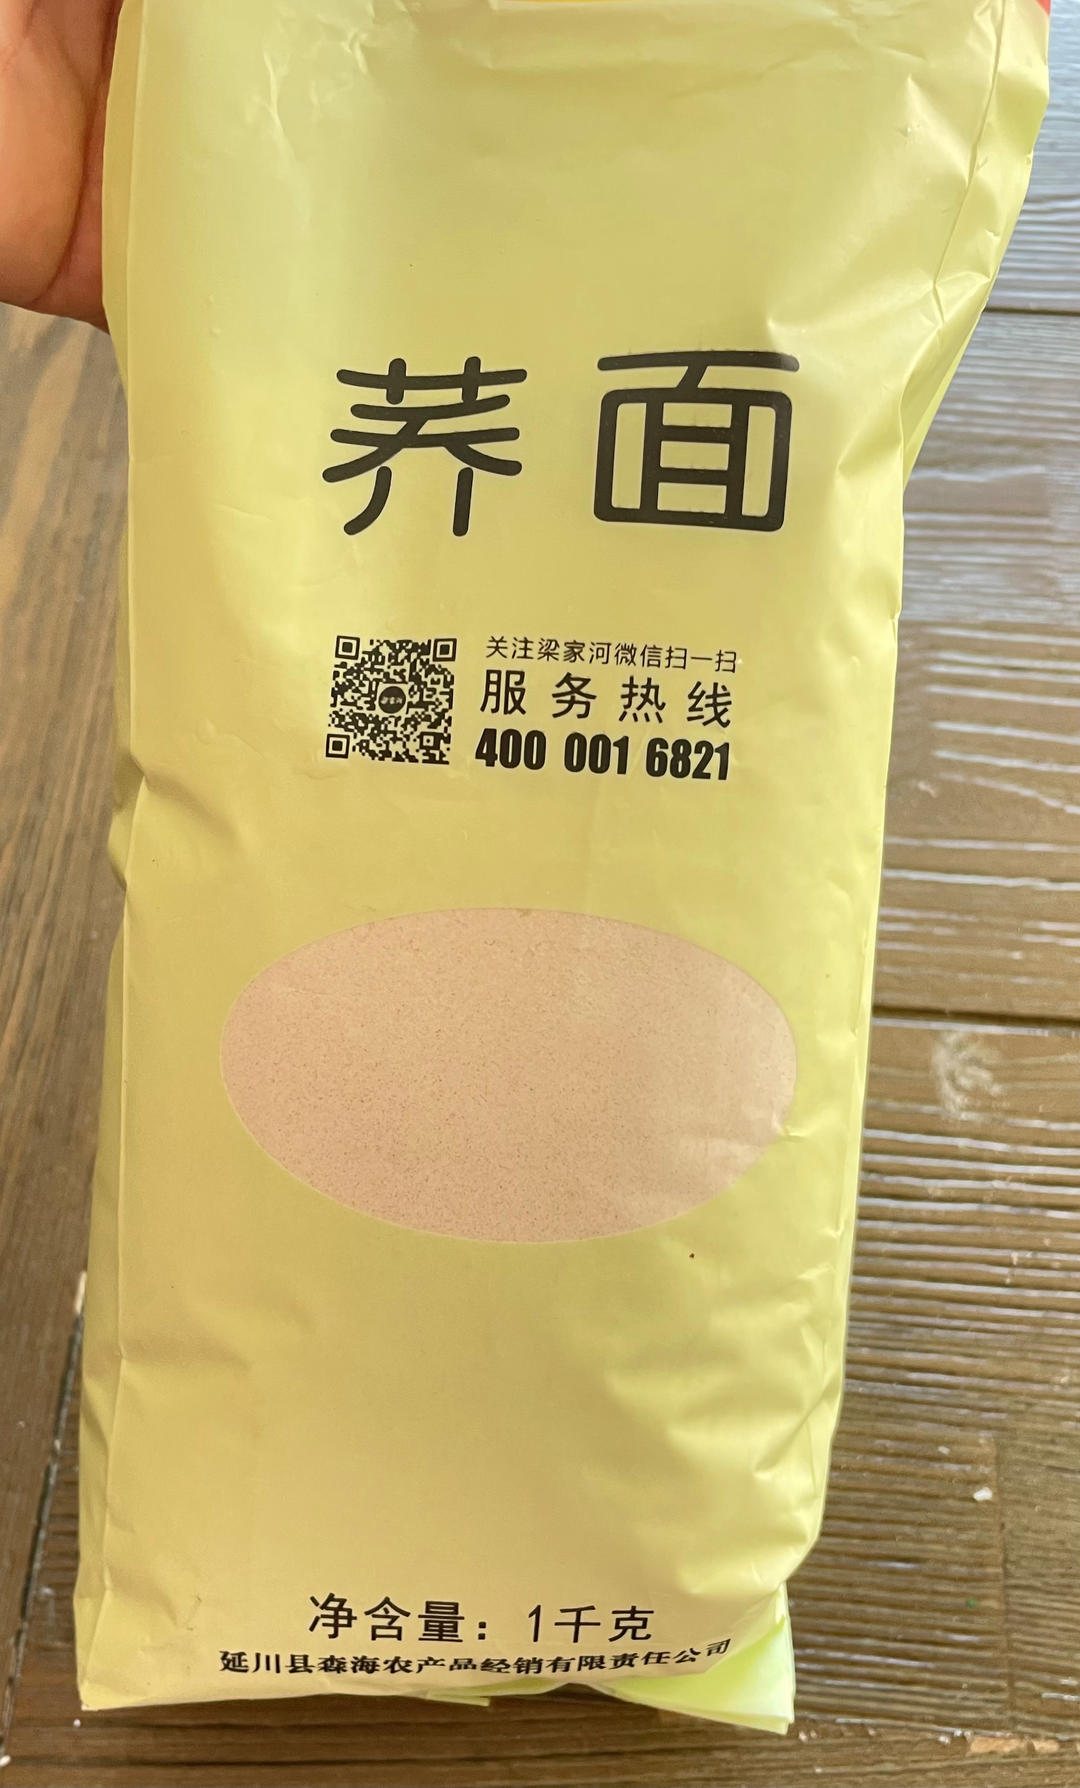 荞面
关注梁家河微信扫一扫
服务热线
400 001 6821
净含量：1千克
延川县森海农产品经销有限责任公司